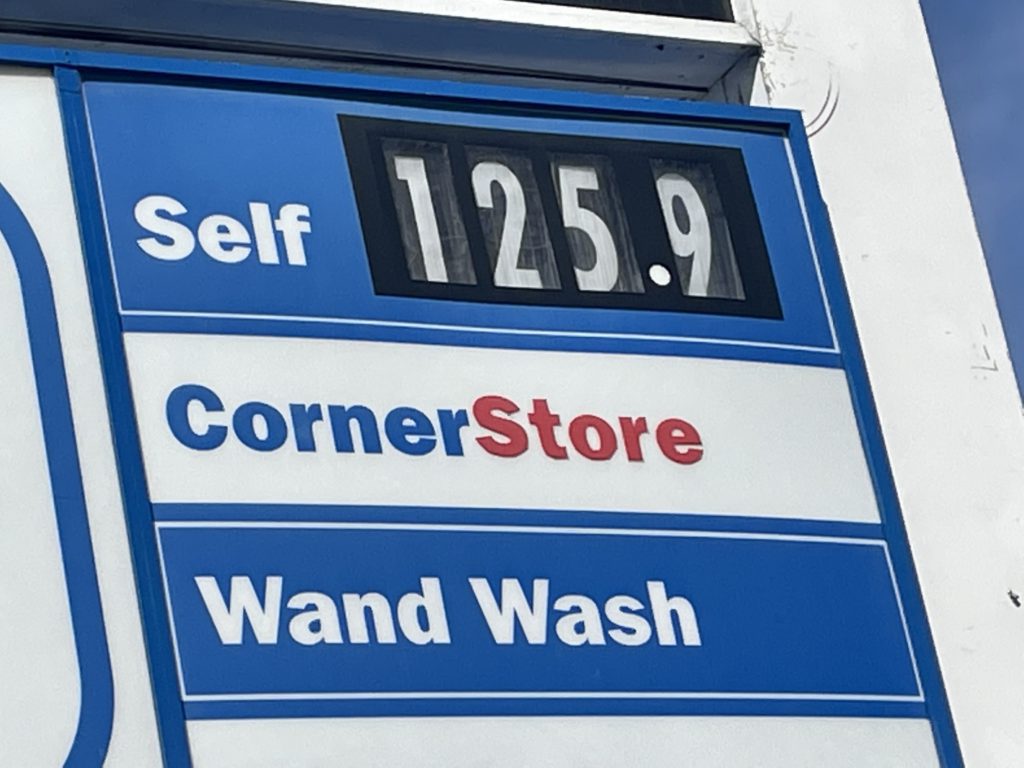 Self 125.9
CornerStore
Wand Wash